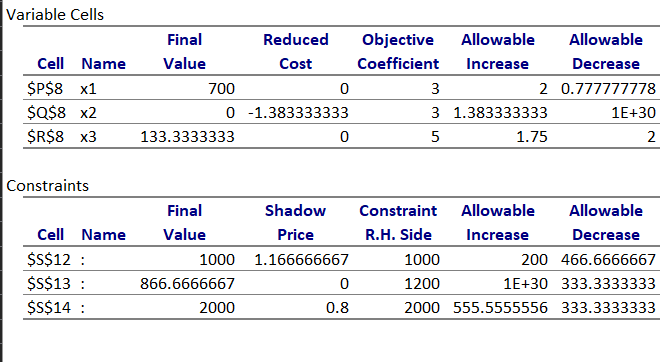 Variable Cells
Final Reduced Objective Allowable Allowable
Cell Name Value Cost Coefficient Increase Decrease
$P$8 x1 700 0 3 2 0.777777778
$Q$8 x2 0 -1.383333333 3 1.383333333 1E+30
$R$8 x3 133.3333333 0 5 1.75 2
Constraints
Final Shadow Constraint Allowable Allowable
Cell Name Value Price R.H. Side Increase Decrease
$S$12 : 1000 1.166666667 1000 200 466.6666667
$S$13 : 866.6666667 0 1200 1E+30 333.3333333
$S$14 : 2000 0.8 2000 555.5555556 333.3333333